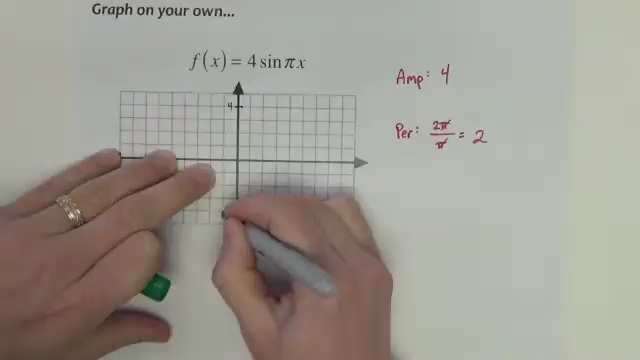 Graph on your own...
f(x) = 4 sin πx
Amp: 4
4
Per: 2π/π = 2